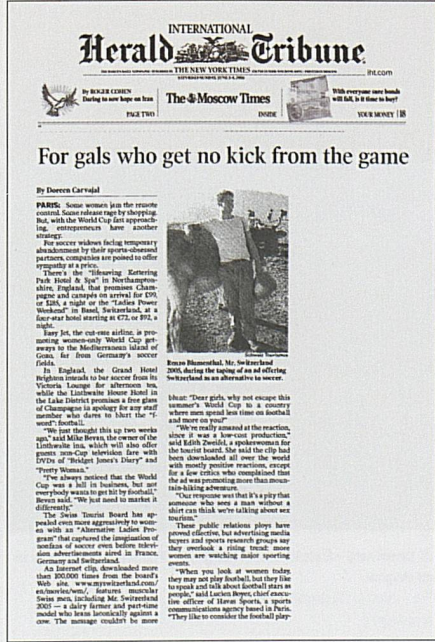 INTERNATIONAL
Herald Tribune
THE NEW YORK TIMES
iht.com
By ROGER COHEN
Daring to new hope on Iran
PAGE TWO
The Moscow Times
INSIDE
With everyone sure bonds
will fall, is it time to buy?
YOUR MONEY | 18
For gals who get no kick from the game
By Doreen Carvajal
PARIS: Some women jam the remote
control. Some release rage by shopping.
But, with the World Cup fast approach-
ing, entrepreneurs have another
strategy.
For soccer widows facing temporary
abandonment by their sports-obsessed
partners, companies are poised to offer
sympathy at a price.
There's the "lifesaving Kettering
Park Hotel & Spa" in Northampton-
shire, England, that promises Cham-
pagne and canapés on arrival for £99,
or $285, a night or the "Ladies Power
Weekend" in Basel, Switzerland, at a
four-star hotel starting at €72, or $92, a
night.
Easy Jet, the cut-rate airline, is pro-
moting women-only World Cup get-
aways to the Mediterranean island of
Gozo, far from Germany's soccer
fields.
In England, the Grand Hotel
Brighton intends to bar soccer from its
Victoria Lounge for afternoon tea,
while the Linthwaite House Hotel in
the Lake District promises a free glass
of Champagne in apology for any staff
member who dares to blurt the "f-
word": football.
"We just thought this up two weeks
ago," said Mike Bevan, the owner of the
Linthwaite inn, which will also offer
guests non-Cup television fare with
DVDs of "Bridget Jones's Diary" and
"Pretty Woman."
"I've always noticed that the World
Cup was a lull in business, but not
everybody wants to get hit by football,"
Bevan said. "We just need to market it
differently."
The Swiss Tourist Board has ap-
pealed even more aggressively to wom-
en with an "Alternative Ladies Pro-
gram" that captured the imagination of
nonfans of soccer even before televi-
sion advertisements aired in France,
Germany and Switzerland.
An Internet clip, downloaded more
than 100,000 times from the board's
Web site, www.myswitzerland.com/
en/movies/wm/, features muscular
Swiss men, including Mr. Switzerland
2005 — a dairy farmer and part-time
model who leans laconically against a
cow. The message couldn't be more
Switzerland Tourism
Renzo Blumenthal, Mr. Switzerland
2005, during the taping of an ad offering
Switzerland as an alternative to soccer.
blunt: "Dear girls, why not escape this
summer's World Cup to a country
where men spend less time on football
and more on you?"
"We're really amazed at the reaction,
since it was a low-cost production,"
said Edith Zweifel, a spokeswoman for
the tourist board. She said the clip had
been downloaded all over the world
with mostly positive reactions, except
for a few critics who complained that
the ad was promoting more than moun-
tain-hiking adventure.
"Our response was that it's a pity that
someone who sees a man without a
shirt can think we're talking about sex
tourism."
These public relations ploys have
proved effective, but advertising media
buyers and sports research groups say
they overlook a rising trend: more
women are watching major sporting
events.
"When you look at women today,
they may not play football, but they like
to speak and talk about football stars as
people," said Lucien Boyer, chief exec-
utive officer of Havas Sports, a sports
communications agency based in Paris.
"They like to consider the football play-